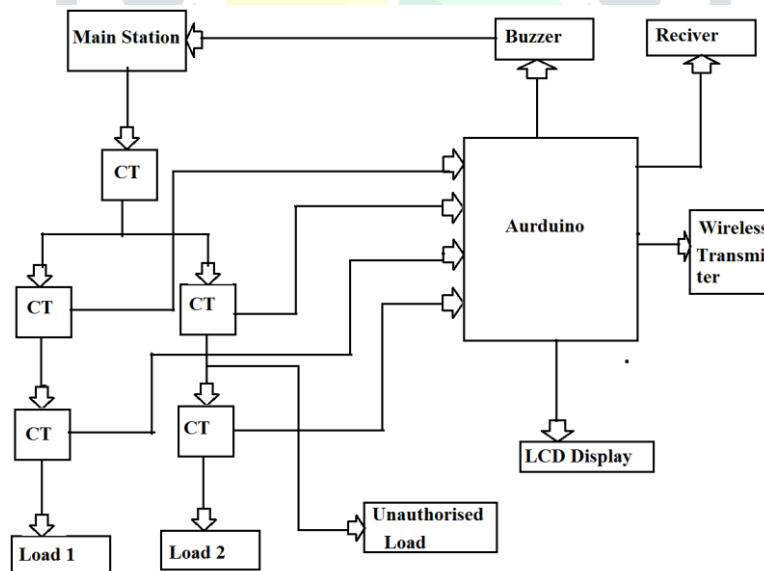 Main Station
Buzzer
Reciver
CT
Aurduino
Wireless
Transmit
ter
CT
CT
CT
CT
LCD Display
Unauthorised
Load
Load 1
Load 2